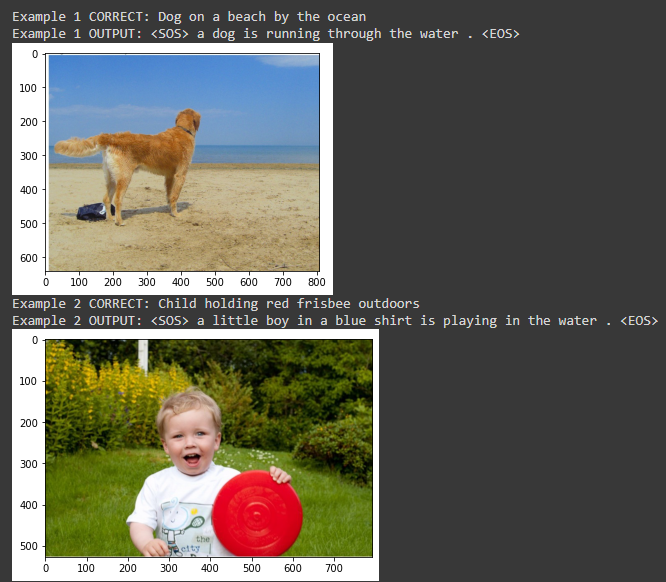 Example 1 CORRECT: Dog on a beach by the ocean
Example 1 OUTPUT: <SOS> a dog is running through the water . <EOS>
0
100
200
300
400
500
600
0 100 200 300 400 500 600 700 800
Example 2 CORRECT: Child holding red frisbee outdoors
Example 2 OUTPUT: <SOS> a little boy in a blue shirt is playing in the water . <EOS>
0
100
200
300
400
the
city
500
0 100 200 300 400 500 600 700